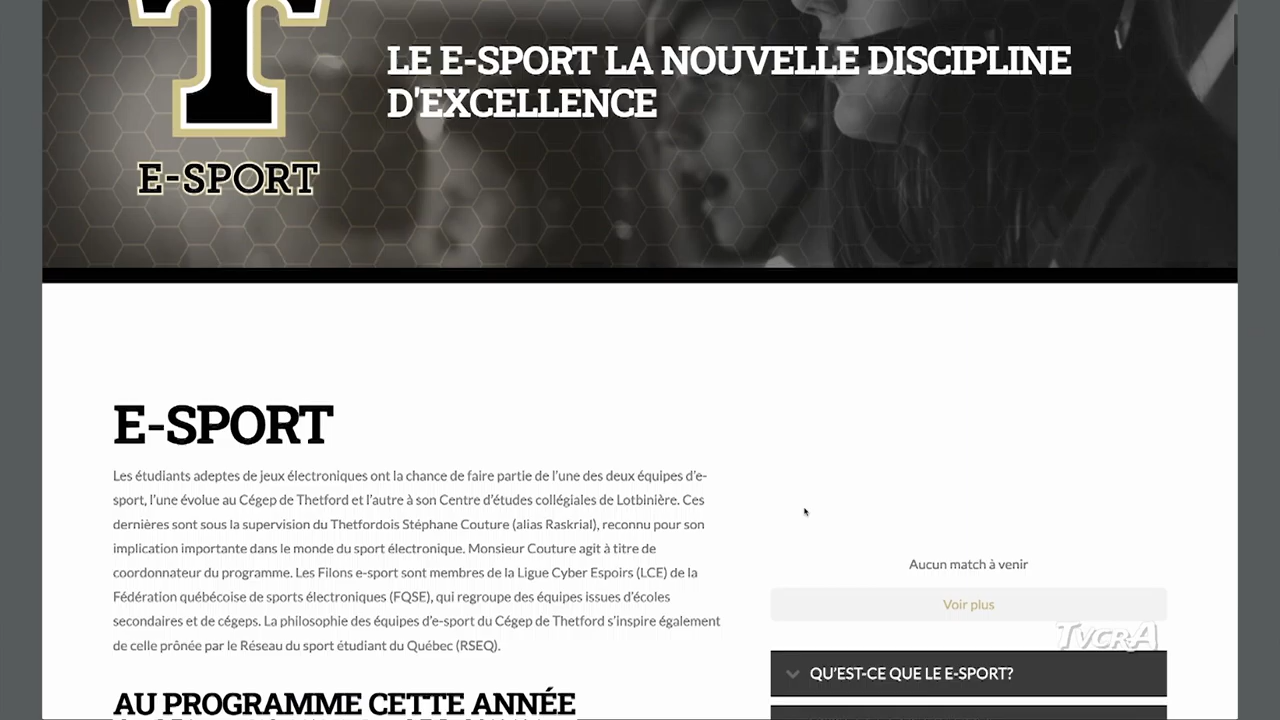 T
E-SPORT
LE E-SPORT LA NOUVELLE DISCIPLINE
D'EXCELLENCE
E-SPORT
Les étudiants adeptes de jeux électroniques ont la chance de faire partie de l'une des deux équipes d'e-
sport, l'une évolue au Cégep de Thetford et l'autre à son Centre d'études collégiales de Lotbinière. Ces
dernières sont sous la supervision du Thetfordois Stéphane Couture (alias Raskrial), reconnu pour son
implication importante dans le monde du sport électronique. Monsieur Couture agit à titre de
coordonnateur du programme. Les Filons e-sport sont membres de la Ligue Cyber Espoirs (LCE) de la
Fédération québécoise de sports électroniques (FQSE), qui regroupe des équipes issues d'écoles
secondaires et de cégeps. La philosophie des équipes d'e-sport du Cégep de Thetford s'inspire également
de celle prônée par le Réseau du sport étudiant du Québec (RSEQ).
AU PROGRAMME CETTE ANNÉE
Aucun match à venir
Voir plus
TVCRA
QU'EST-CE QUE LE E-SPORT?